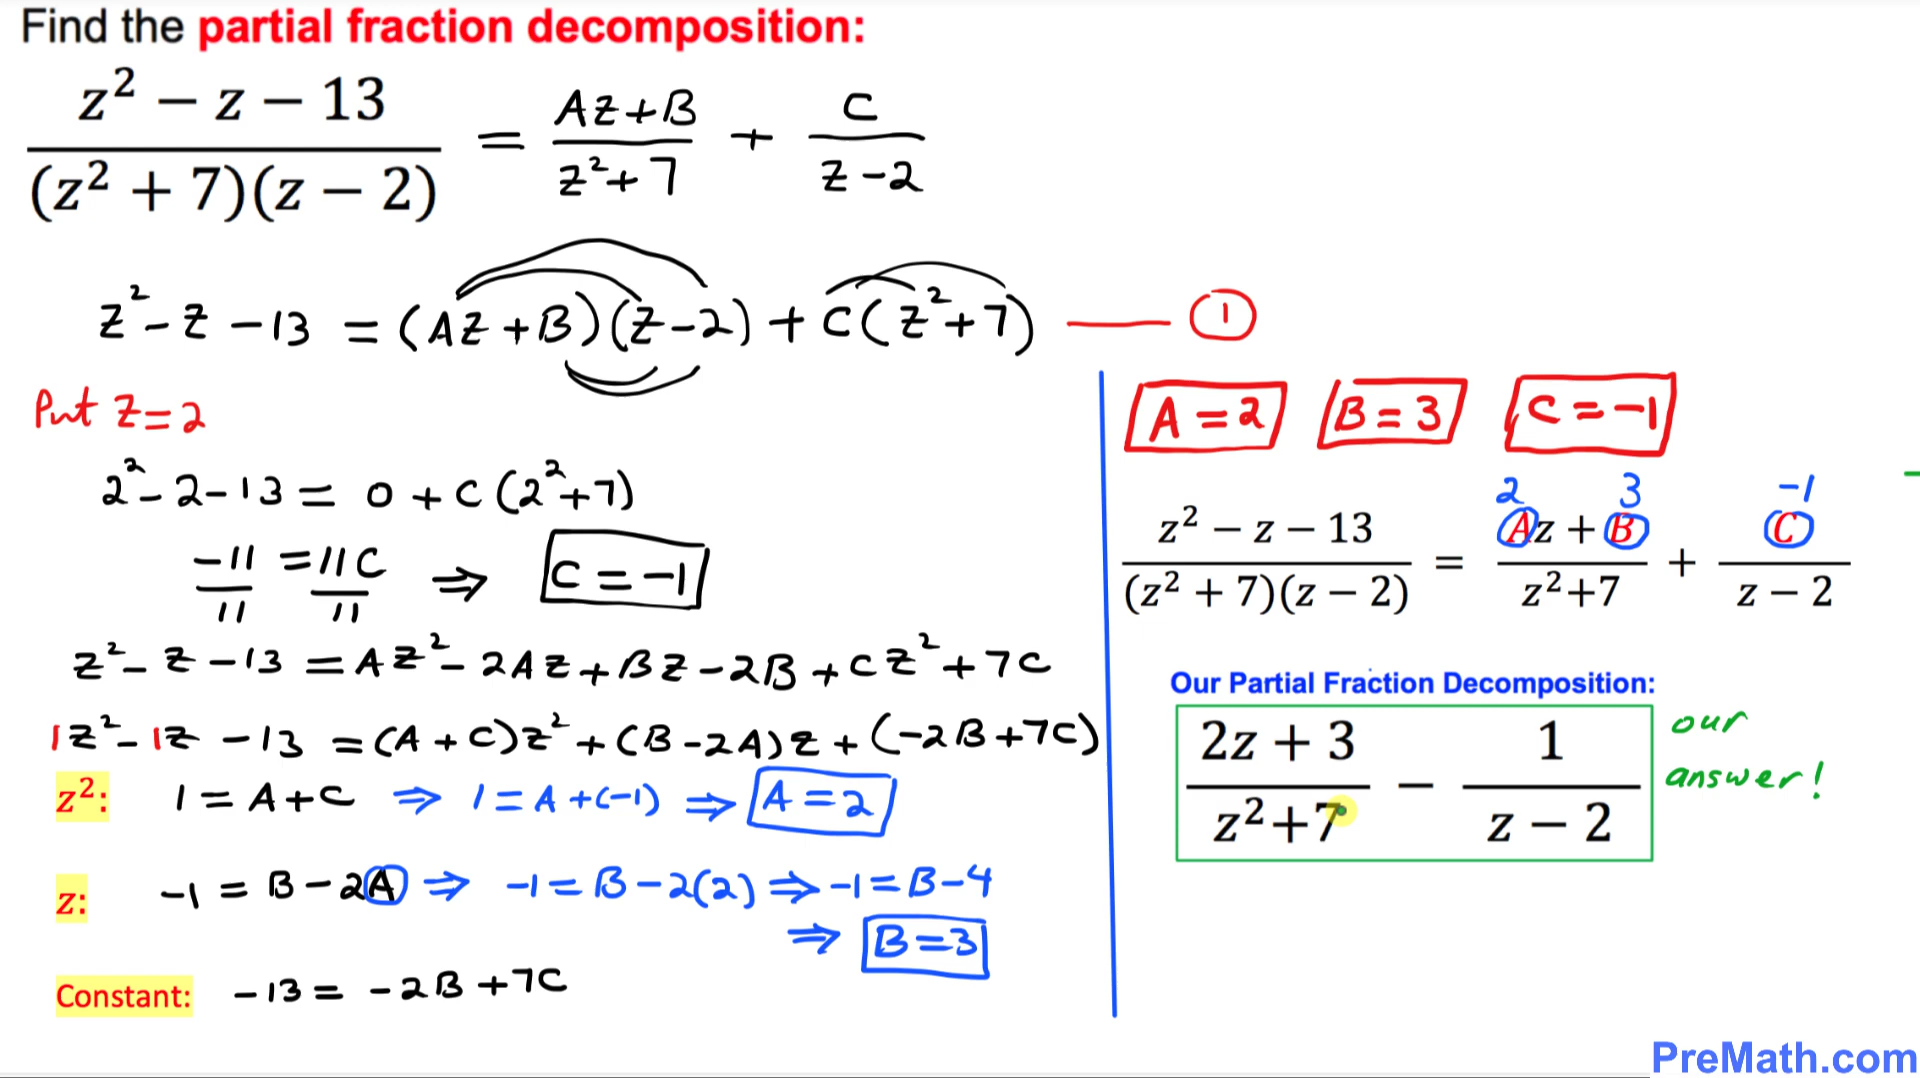 Find the partial fraction decomposition:
z² − z − 13 / (z² + 7)(z − 2) = Az+B / z²+7 + C / z−2
z² − z − 13 = (Az + B)(z − 2) + C(z² + 7) —— ①
Put z=2
2² − 2 − 13 = 0 + C(2² + 7)
−11 / 11 = 11C / 11 ⇒ C = −1
z² − z − 13 = Az² − 2Az + Bz − 2B + Cz² + 7C
1z² − 1z − 13 = (A + C)z² + (B − 2A)z + (−2B + 7C)
z²: 1 = A + C ⇒ 1 = A + (−1) ⇒ A = 2
z: −1 = B − 2A ⇒ −1 = B − 2(2) ⇒ −1 = B − 4
⇒ B = 3
Constant: −13 = −2B + 7C
A = 2 B = 3 C = −1
2 3 −1
z² − z − 13 / (z² + 7)(z − 2) = Az + B / z²+7 + C / z − 2
Our Partial Fraction Decomposition:
2z + 3 / z²+7 − 1 / z − 2
our
answer!
PreMath.com